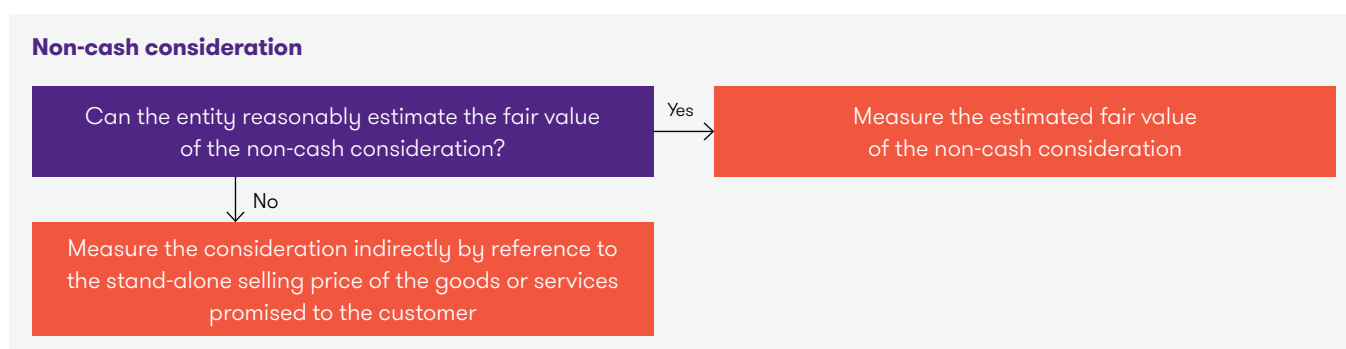 Non-cash consideration
Can the entity reasonably estimate the fair value
of the non-cash consideration?
Yes
Measure the estimated fair value
of the non-cash consideration
No
Measure the consideration indirectly by reference to
the stand-alone selling price of the goods or services
promised to the customer